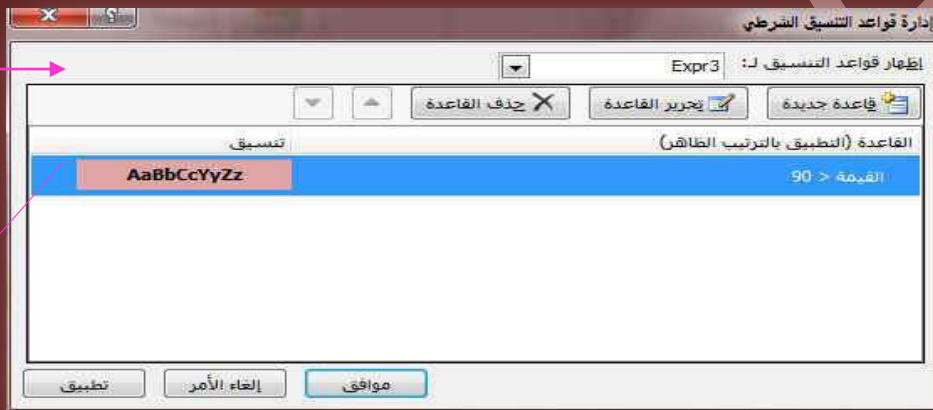 إدارة قواعد التنسيق الشرطي
إظهار قواعد التنسيق لـ: Expr3
قاعدة جديدة تحرير القاعدة حذف القاعدة
القاعدة (التطبيق بالترتيب الظاهر) تنسيق
القيمة < 90 AaBbCcYyZz
موافق إلغاء الأمر تطبيق